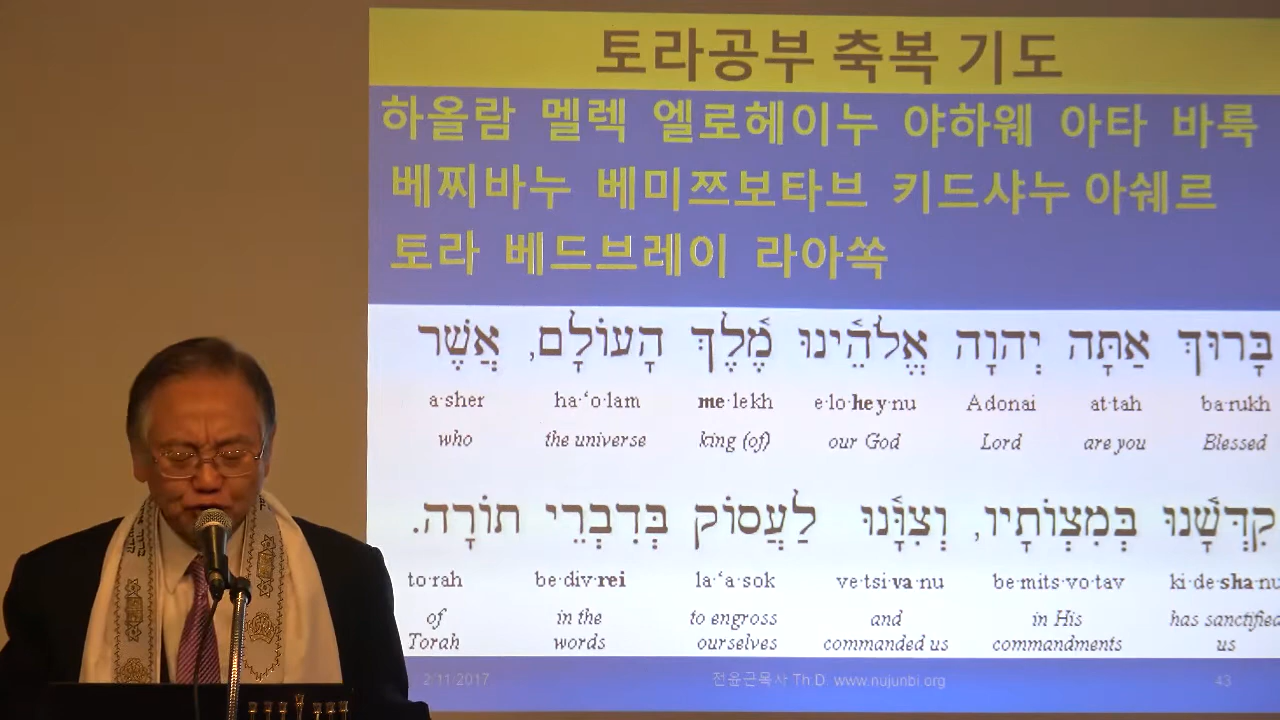 토라공부 축복 기도
하올람 멜렉 엘로헤이누 야하웨 아타 바룩
베찌바누 베미쯔보타브 키드샤누 아쉐르
토라 베드브레이 라아쏙
בָּרוּךְ אַתָּה יְהוָה אֱלֹהֵ֫ינוּ מֶ֫לֶךְ הָעוֹלָם, אֲשֶׁר
a·sher ha·‘o·lam me·lekh e·lo·hey·nu Adonai at·tah ba·rukh
who the universe king (of) our God Lord are you Blessed
קִדְּשָׁ֫נוּ בְּמִצְוֹתָיו, וְצִוָּ֫נוּ לַעֲסוֹק בְּדִבְרֵי תוֹרָה.
to·rah be·div·rei la·‘a·sok ve·tsi·va·nu be·mits·vo·tav ki·de·sha·nu
of in the to engross and in His has sanctified
Torah words ourselves commanded us commandments us
2/11/2017 전윤근목사 Th.D www.nujunbi.org 43